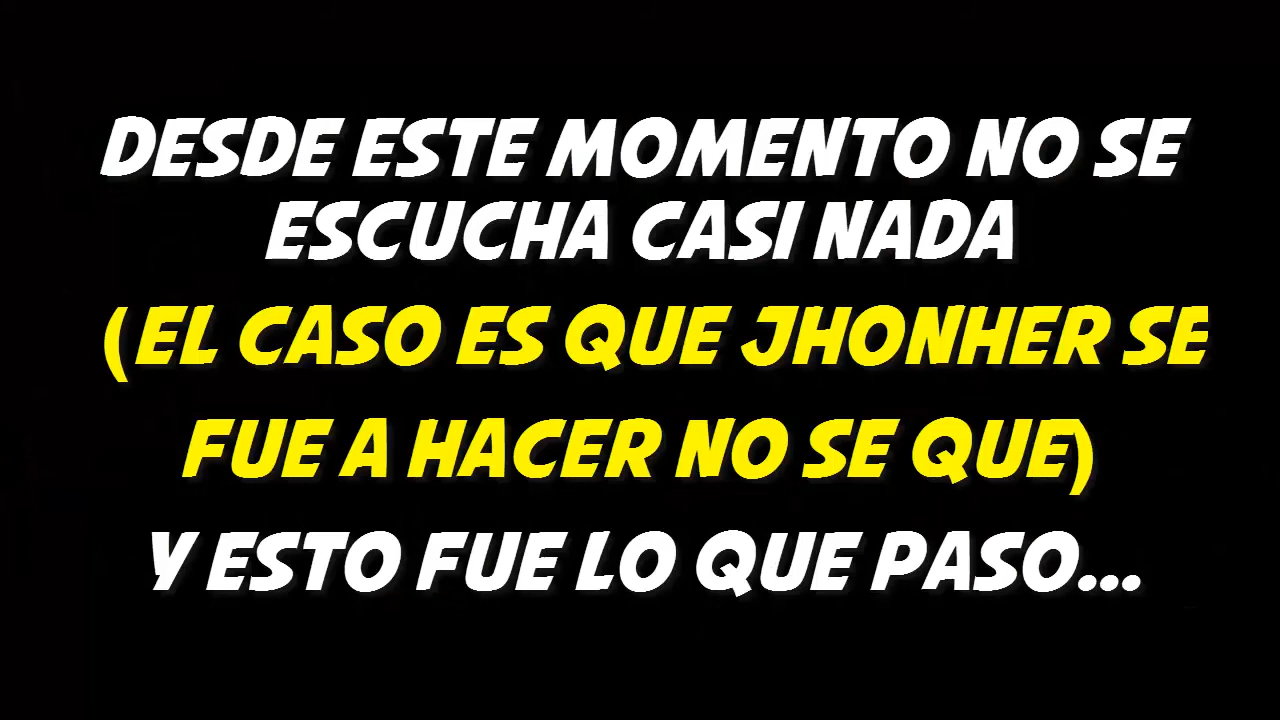 DESDE ESTE MOMENTO NO SE
ESCUCHA CASI NADA
(EL CASO ES QUE JHONHER SE
FUE A HACER NO SE QUE)
Y ESTO FUE LO QUE PASO...